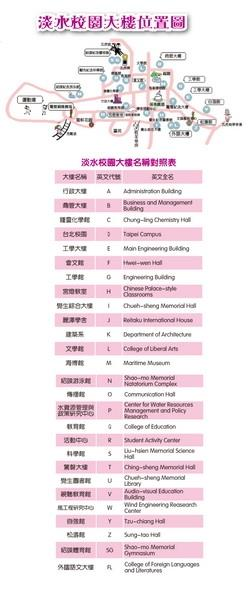 淡水校園大樓位置圖
淡水校園大樓名稱對照表
大樓名稱 英文代號 英文全名
行政大樓 A Administration Building
商管大樓 B Business and Management Building
鍾靈化學館 C Chung-ling Chemistry Hall
台北校園 D Taipei Campus
工學大樓 E Main Engineering Building
會文館 F Hwei-wen Hall
工學館 G Engineering Building
宮燈教室 H Chinese Palace-style Classrooms
覺生綜合大樓 I Chueh-sheng Memorial Hall
麗澤學舍 J Reitaku International House
建築系 K Department of Architecture
文學館 L College of Liberal Arts
海博館 M Maritime Museum
紹謨游泳館 N Shao-mo Memorial Natatorium Complex
傳播館 O Communication Hall
水資源管理與政策研究中心 P Center for Water Resources Management and Policy Research
教育館 Q College of Education
活動中心 R Student Activity Center
科學館 S Liu-hsien Memorial Science Hall
驚聲大樓 T Ching-sheng Memorial Hall
覺生圖書館 U Chueh-sheng Memorial Library
視聽教育館 V Audio-visual Education Building
風工程研究中心 W Wind Engineering Reasearch Center
自強館 Y Tzu-chiang Hall
松濤館 Z Sung-tao Hall
紹謨體育館 SG Shao-mo Memorial Gymnasium
外國語文大樓 FL College of Foreign Languages and Literatures